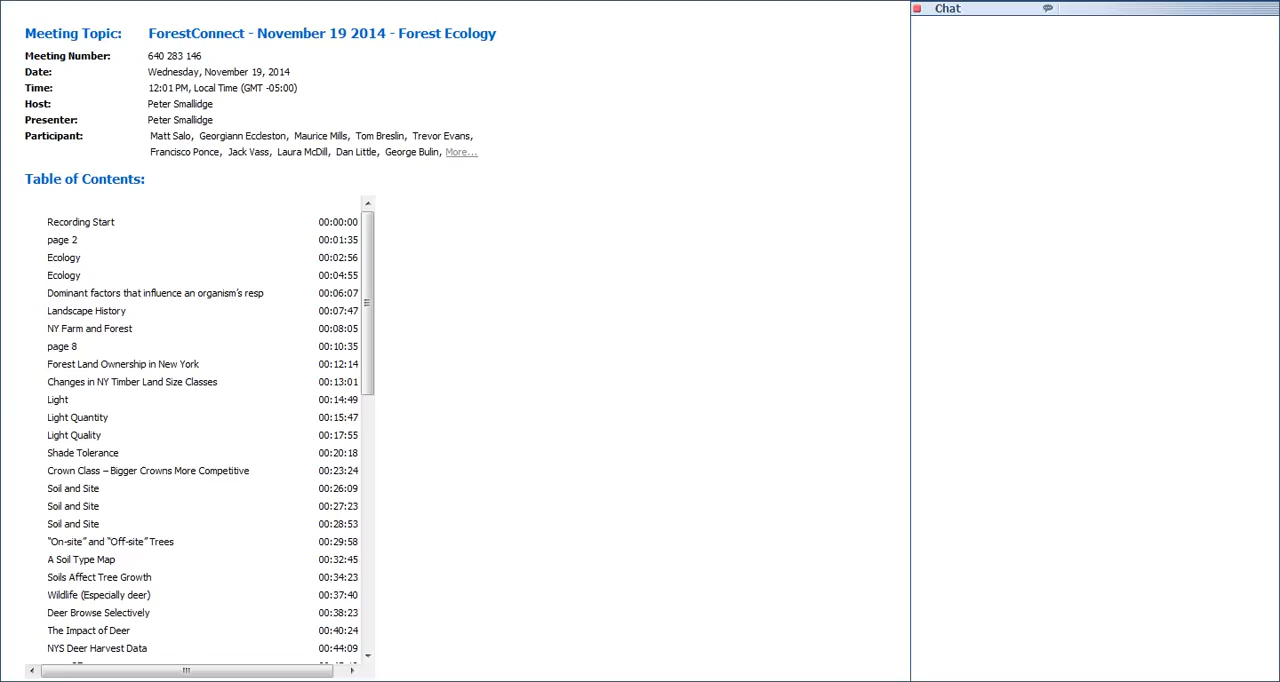 Chat
Meeting Topic: ForestConnect - November 19 2014 - Forest Ecology
Meeting Number: 640 283 146
Date: Wednesday, November 19, 2014
Time: 12:01 PM, Local Time (GMT -05:00)
Host: Peter Smallidge
Presenter: Peter Smallidge
Participant: Matt Salo, Georgiann Eccleston, Maurice Mills, Tom Breslin, Trevor Evans,
Francisco Ponce, Jack Vass, Laura McDill, Dan Little, George Bulin, More...
Table of Contents:
Recording Start 00:00:00
page 2 00:01:35
Ecology 00:02:56
Ecology 00:04:55
Dominant factors that influence an organism's resp 00:06:07
Landscape History 00:07:47
NY Farm and Forest 00:08:05
page 8 00:10:35
Forest Land Ownership in New York 00:12:14
Changes in NY Timber Land Size Classes 00:13:01
Light 00:14:49
Light Quantity 00:15:47
Light Quality 00:17:55
Shade Tolerance 00:20:18
Crown Class – Bigger Crowns More Competitive 00:23:24
Soil and Site 00:26:09
Soil and Site 00:27:23
Soil and Site 00:28:53
“On-site” and “Off-site” Trees 00:29:58
A Soil Type Map 00:32:45
Soils Affect Tree Growth 00:34:23
Wildlife (Especially deer) 00:37:40
Deer Browse Selectively 00:38:23
The Impact of Deer 00:40:24
NYS Deer Harvest Data 00:44:09